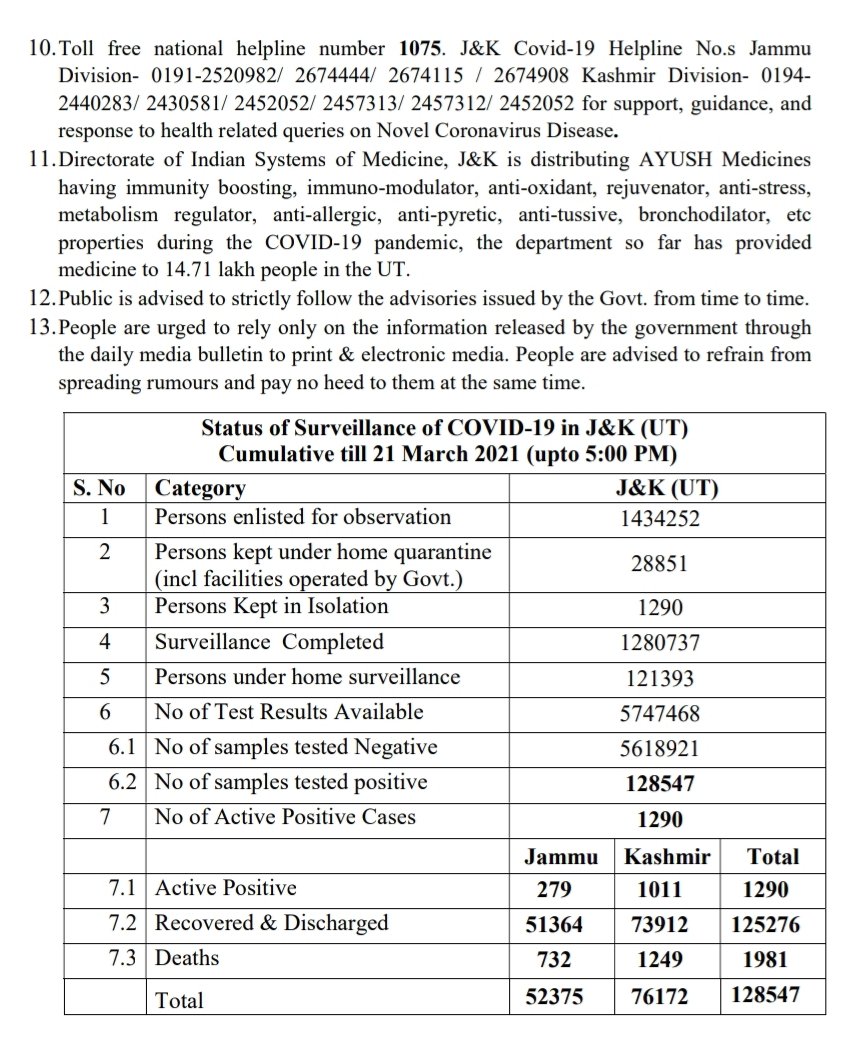 10.Toll free national helpline number 1075. J&K Covid-19 Helpline No.s Jammu
Division- 0191-2520982/ 2674444/ 2674115 / 2674908 Kashmir Division- 0194-
2440283/ 2430581/ 2452052/ 2457313/ 2457312/ 2452052 for support, guidance, and
response to health related queries on Novel Coronavirus Disease.
11.Directorate of Indian Systems of Medicine, J&K is distributing AYUSH Medicines
having immunity boosting, immuno-modulator, anti-oxidant, rejuvenator, anti-stress,
metabolism regulator, anti-allergic, anti-pyretic, anti-tussive, bronchodilator, etc
properties during the COVID-19 pandemic, the department so far has provided
medicine to 14.71 lakh people in the UT.
12.Public is advised to strictly follow the advisories issued by the Govt. from time to time.
13.People are urged to rely only on the information released by the government through
the daily media bulletin to print & electronic media. People are advised to refrain from
spreading rumours and pay no heed to them at the same time.
Status of Surveillance of COVID-19 in J&K (UT)
Cumulative till 21 March 2021 (upto 5:00 PM)
S. No Category J&K (UT)
1 Persons enlisted for observation 1434252
2 Persons kept under home quarantine
(incl facilities operated by Govt.) 28851
3 Persons Kept in Isolation 1290
4 Surveillance Completed 1280737
5 Persons under home surveillance 121393
6 No of Test Results Available 5747468
6.1 No of samples tested Negative 5618921
6.2 No of samples tested positive 128547
7 No of Active Positive Cases 1290
Jammu Kashmir Total
7.1 Active Positive 279 1011 1290
7.2 Recovered & Discharged 51364 73912 125276
7.3 Deaths 732 1249 1981
Total 52375 76172 128547